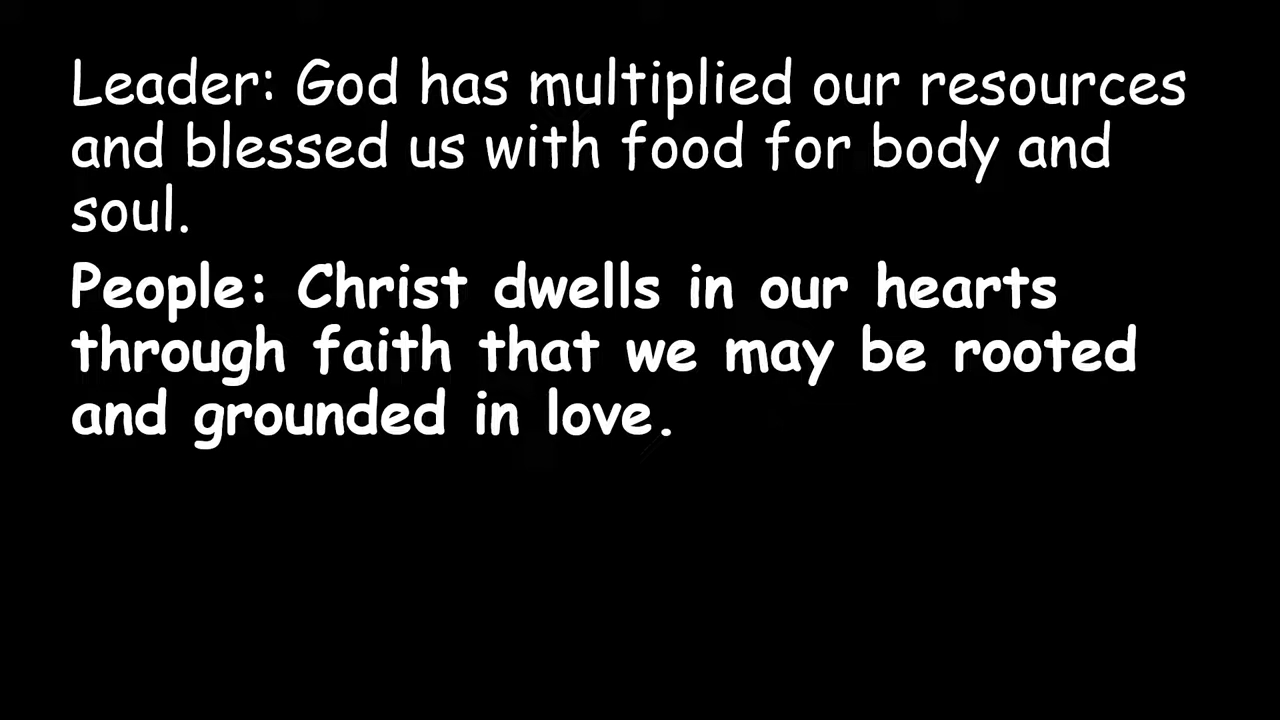 Leader: God has multiplied our resources
and blessed us with food for body and
soul.
People: Christ dwells in our hearts
through faith that we may be rooted
and grounded in love.